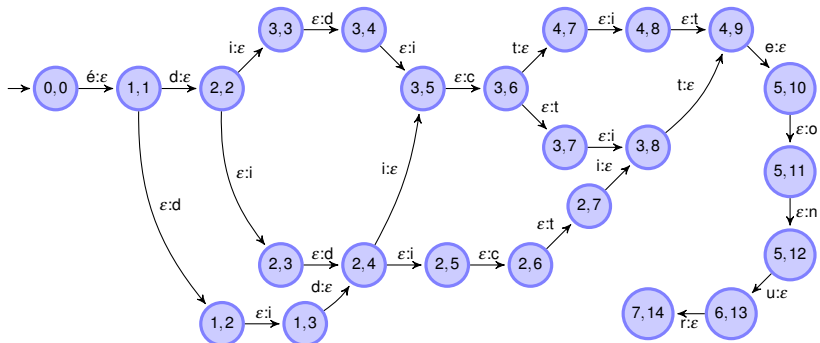 3,3 ε:d 3,4 4,7 ε:i 4,8 ε:t 4,9
i:ε ε:i t:ε e:ε
0,0 é:ε 1,1 d:ε 2,2 3,5 ε:c 3,6 5,10
ε:t t:ε ε:o
3,7 ε:i 3,8 5,11
ε:i i:ε i:ε
ε:d 2,7 ε:n
ε:t
2,3 ε:d 2,4 ε:i 2,5 ε:c 2,6 5,12
d:ε u:ε
1,2 ε:i 1,3 7,14 r:ε 6,13